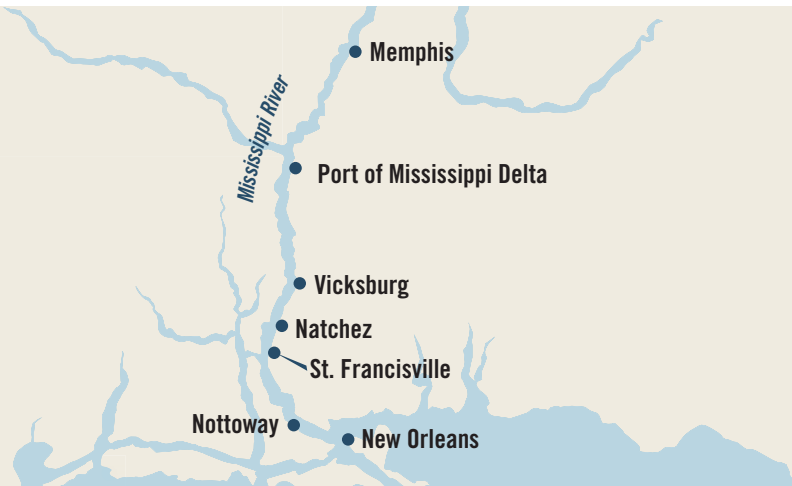 Memphis
Mississippi River
Port of Mississippi Delta
Vicksburg
Natchez
St. Francisville
Nottoway
New Orleans